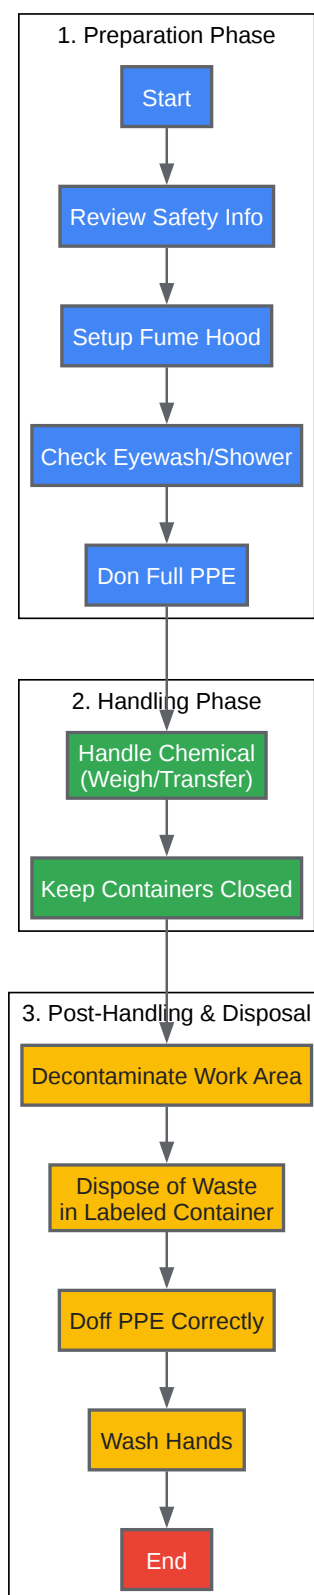 1. Preparation Phase
Start
Review Safety Info
Setup Fume Hood
Check Eyewash/Shower
Don Full PPE
2. Handling Phase
Handle Chemical
(Weigh/Transfer)
Keep Containers Closed
3. Post-Handling & Disposal
Decontaminate Work Area
Dispose of Waste
in Labeled Container
Doff PPE Correctly
Wash Hands
End